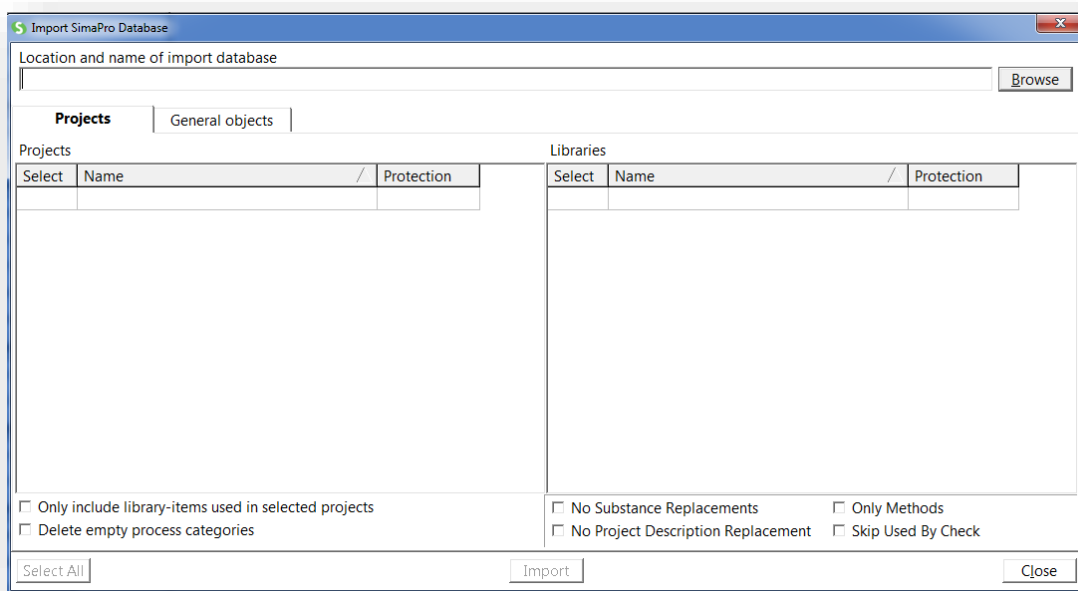 Import SimaPro Database
Location and name of import database
Browse
Projects General objects
Projects Libraries
Select Name Protection Select Name Protection
Only include library-items used in selected projects No Substance Replacements Only Methods
Delete empty process categories No Project Description Replacement Skip Used By Check
Select All Import Close